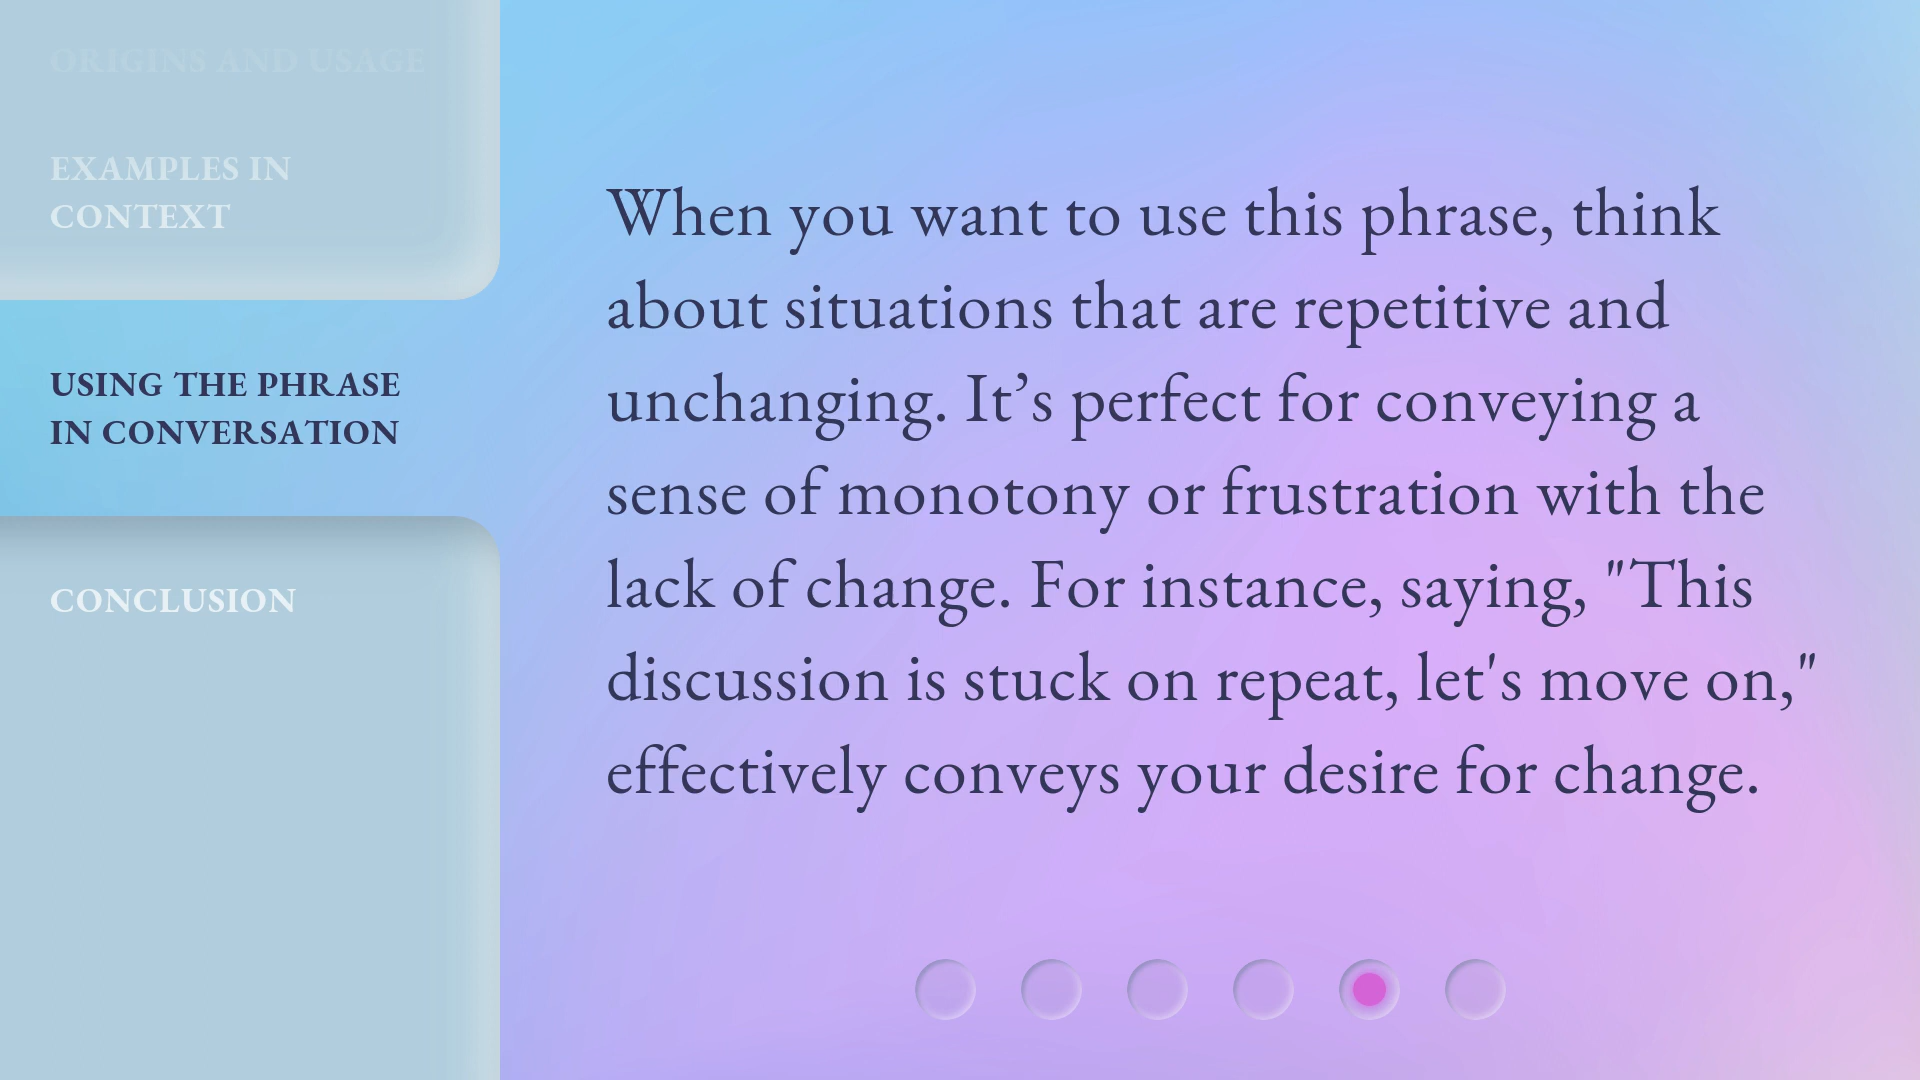 ORIGINS AND USAGE
EXAMPLES IN
CONTEXT
USING THE PHRASE
IN CONVERSATION
CONCLUSION
When you want to use this phrase, think
about situations that are repetitive and
unchanging. It’s perfect for conveying a
sense of monotony or frustration with the
lack of change. For instance, saying, "This
discussion is stuck on repeat, let's move on,"
effectively conveys your desire for change.